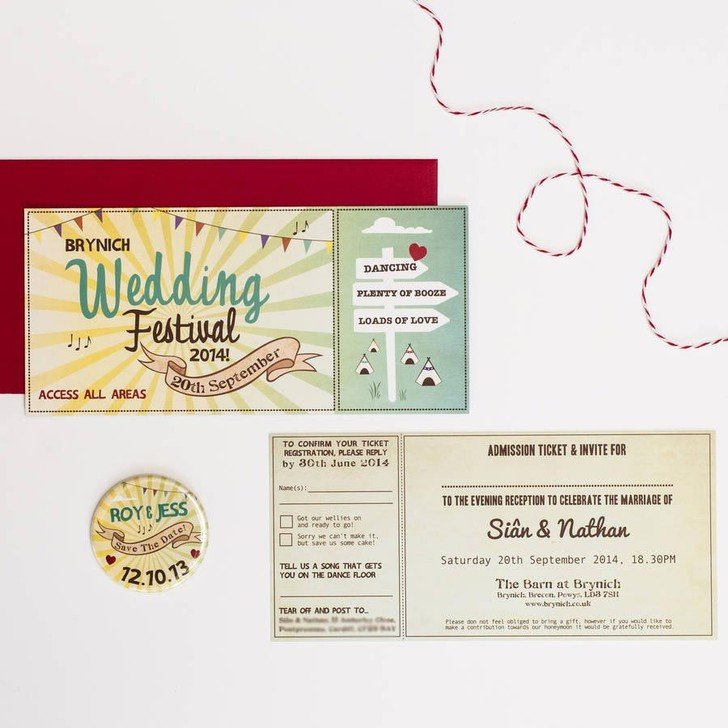 BRYNICH
Wedding
Festival
2014!
20th September
ACCESS ALL AREAS
DANCING
PLENTY OF BOOZE
LOADS OF LOVE
ROY & JESS
Save The Date!
12.10.13
TO CONFIRM YOUR TICKET
REGISTRATION, PLEASE REPLY
by 30th June 2014
Name(s):
Got our wellies on
and ready to go!
Sorry we can't make it,
but save us some cake!
TELL US A SONG THAT GETS
YOU ON THE DANCE FLOOR
TEAR OFF AND POST TO...
ADMISSION TICKET & INVITE FOR
TO THE EVENING RECEPTION TO CELEBRATE THE MARRIAGE OF
Siân & Nathan
Saturday 20th September 2014, 18.30PM
The Barn at Brynich
Brynich, Brecon, Powys, LD3 7SH
www.brynich.co.uk
Please don not feel obliged to bring a gift, however if you would like to
make a contribution towards our honeymoon it would be gratefully received.